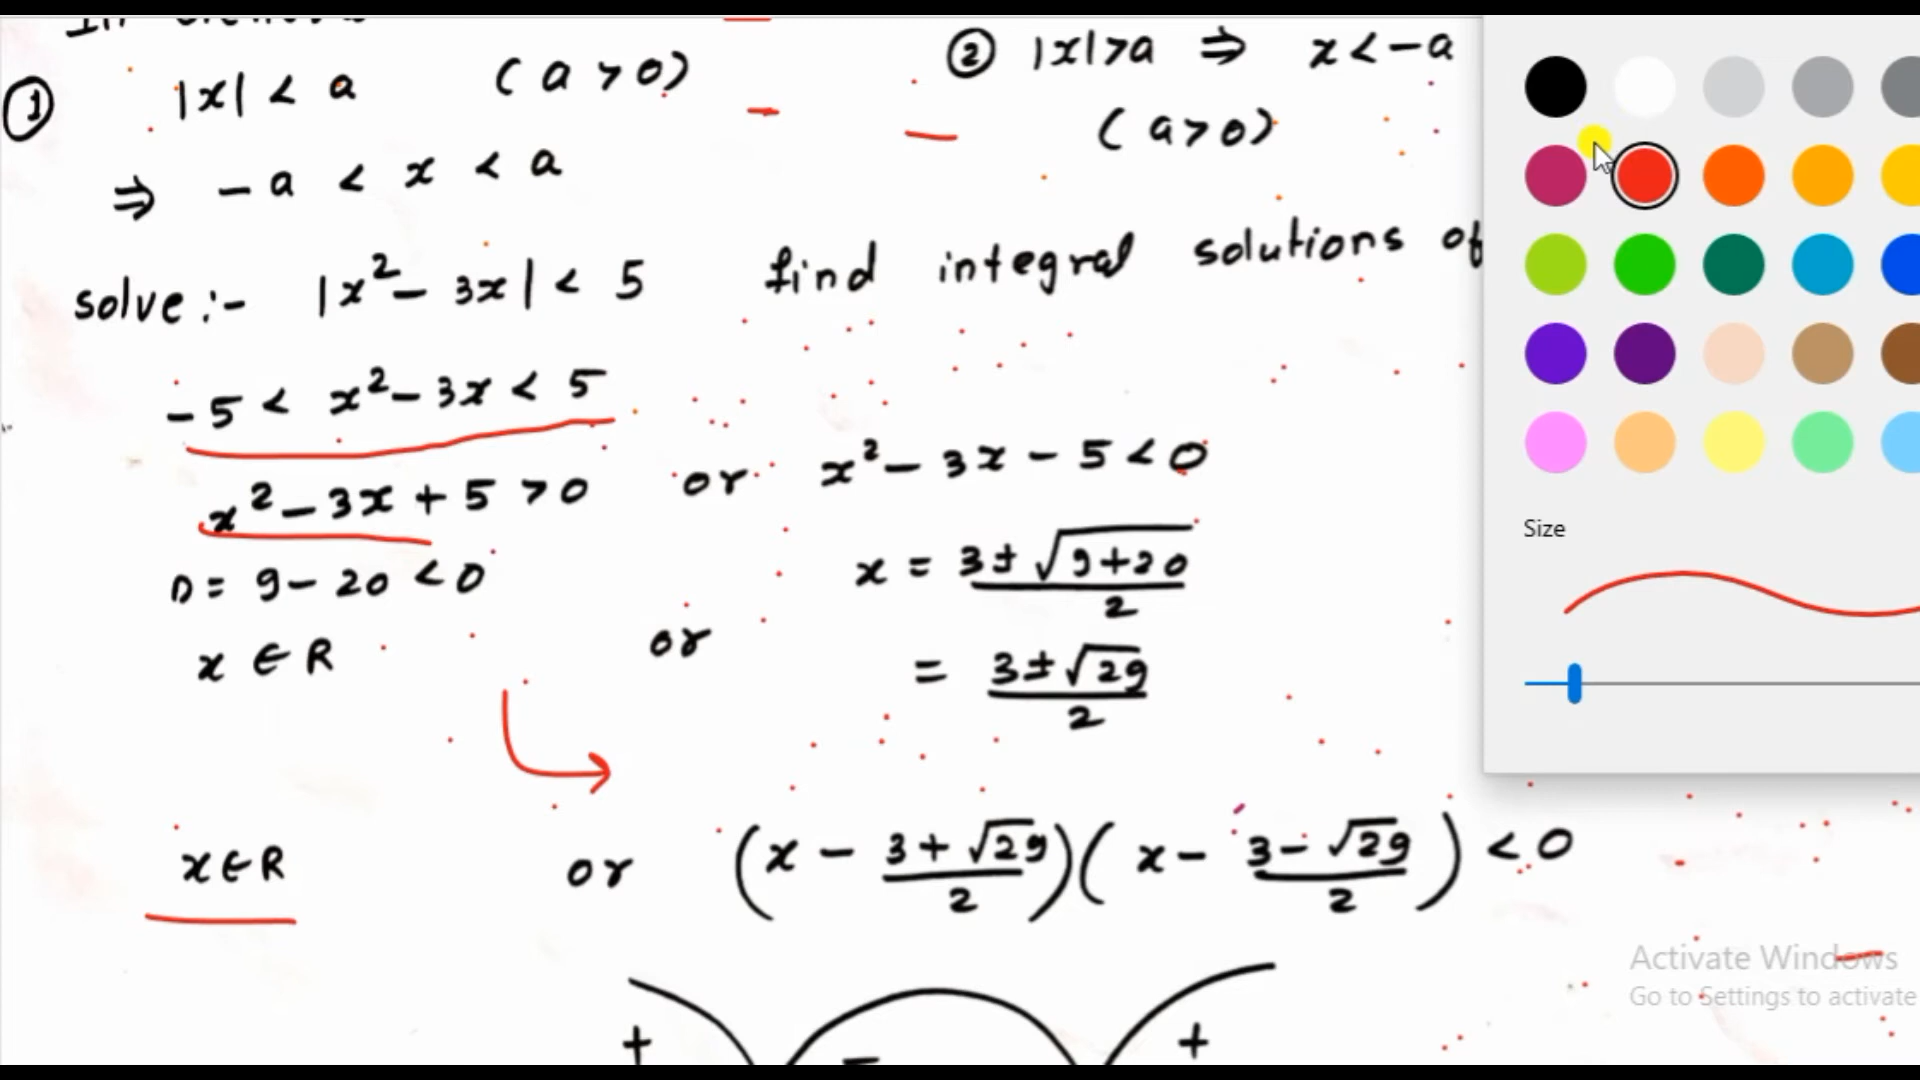 ① |x| < a (a > 0)
② |x| > a ⇒ x < -a
(a > 0)
⇒ -a < x < a
solve :- |x² - 3x| < 5 find integral solutions of
-5 < x² - 3x < 5
x² - 3x + 5 > 0 or x² - 3x - 5 < 0
D = 9 - 20 < 0
x = (3 ± √(9+20))/2
x ∈ R or
= (3 ± √29)/2
x ∈ R or (x - (3 + √29)/2)(x - (3 - √29)/2) < 0
+ - +
Size
Activate Windows
Go to Settings to activate